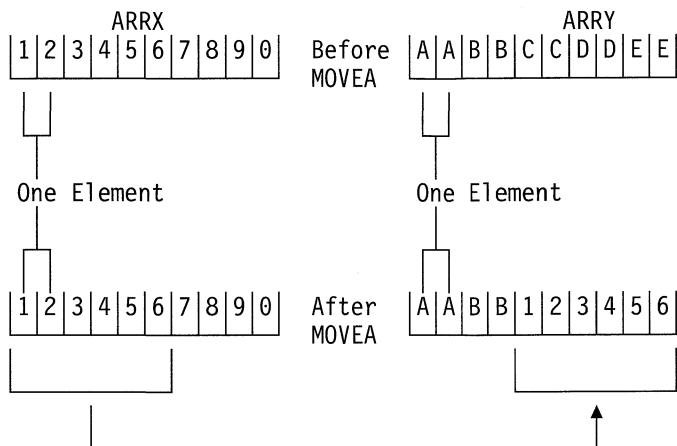 ARRX ARRY
1 2 3 4 5 6 7 8 9 0 Before A A B B C C D D E E
MOVEA
One Element One Element
1 2 3 4 5 6 7 8 9 0 After A A B B 1 2 3 4 5 6
MOVEA